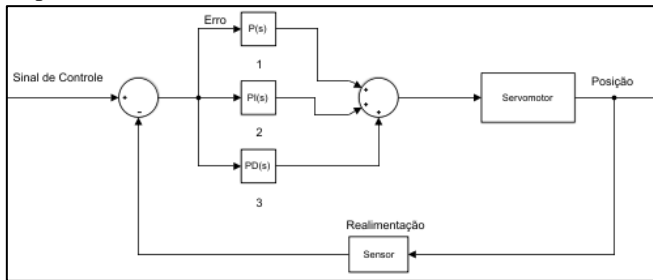 Erro
P(s)
1
Sinal de Controle
PI(s)
2
Servomotor
Posição
PD(s)
3
Realimentação
Sensor